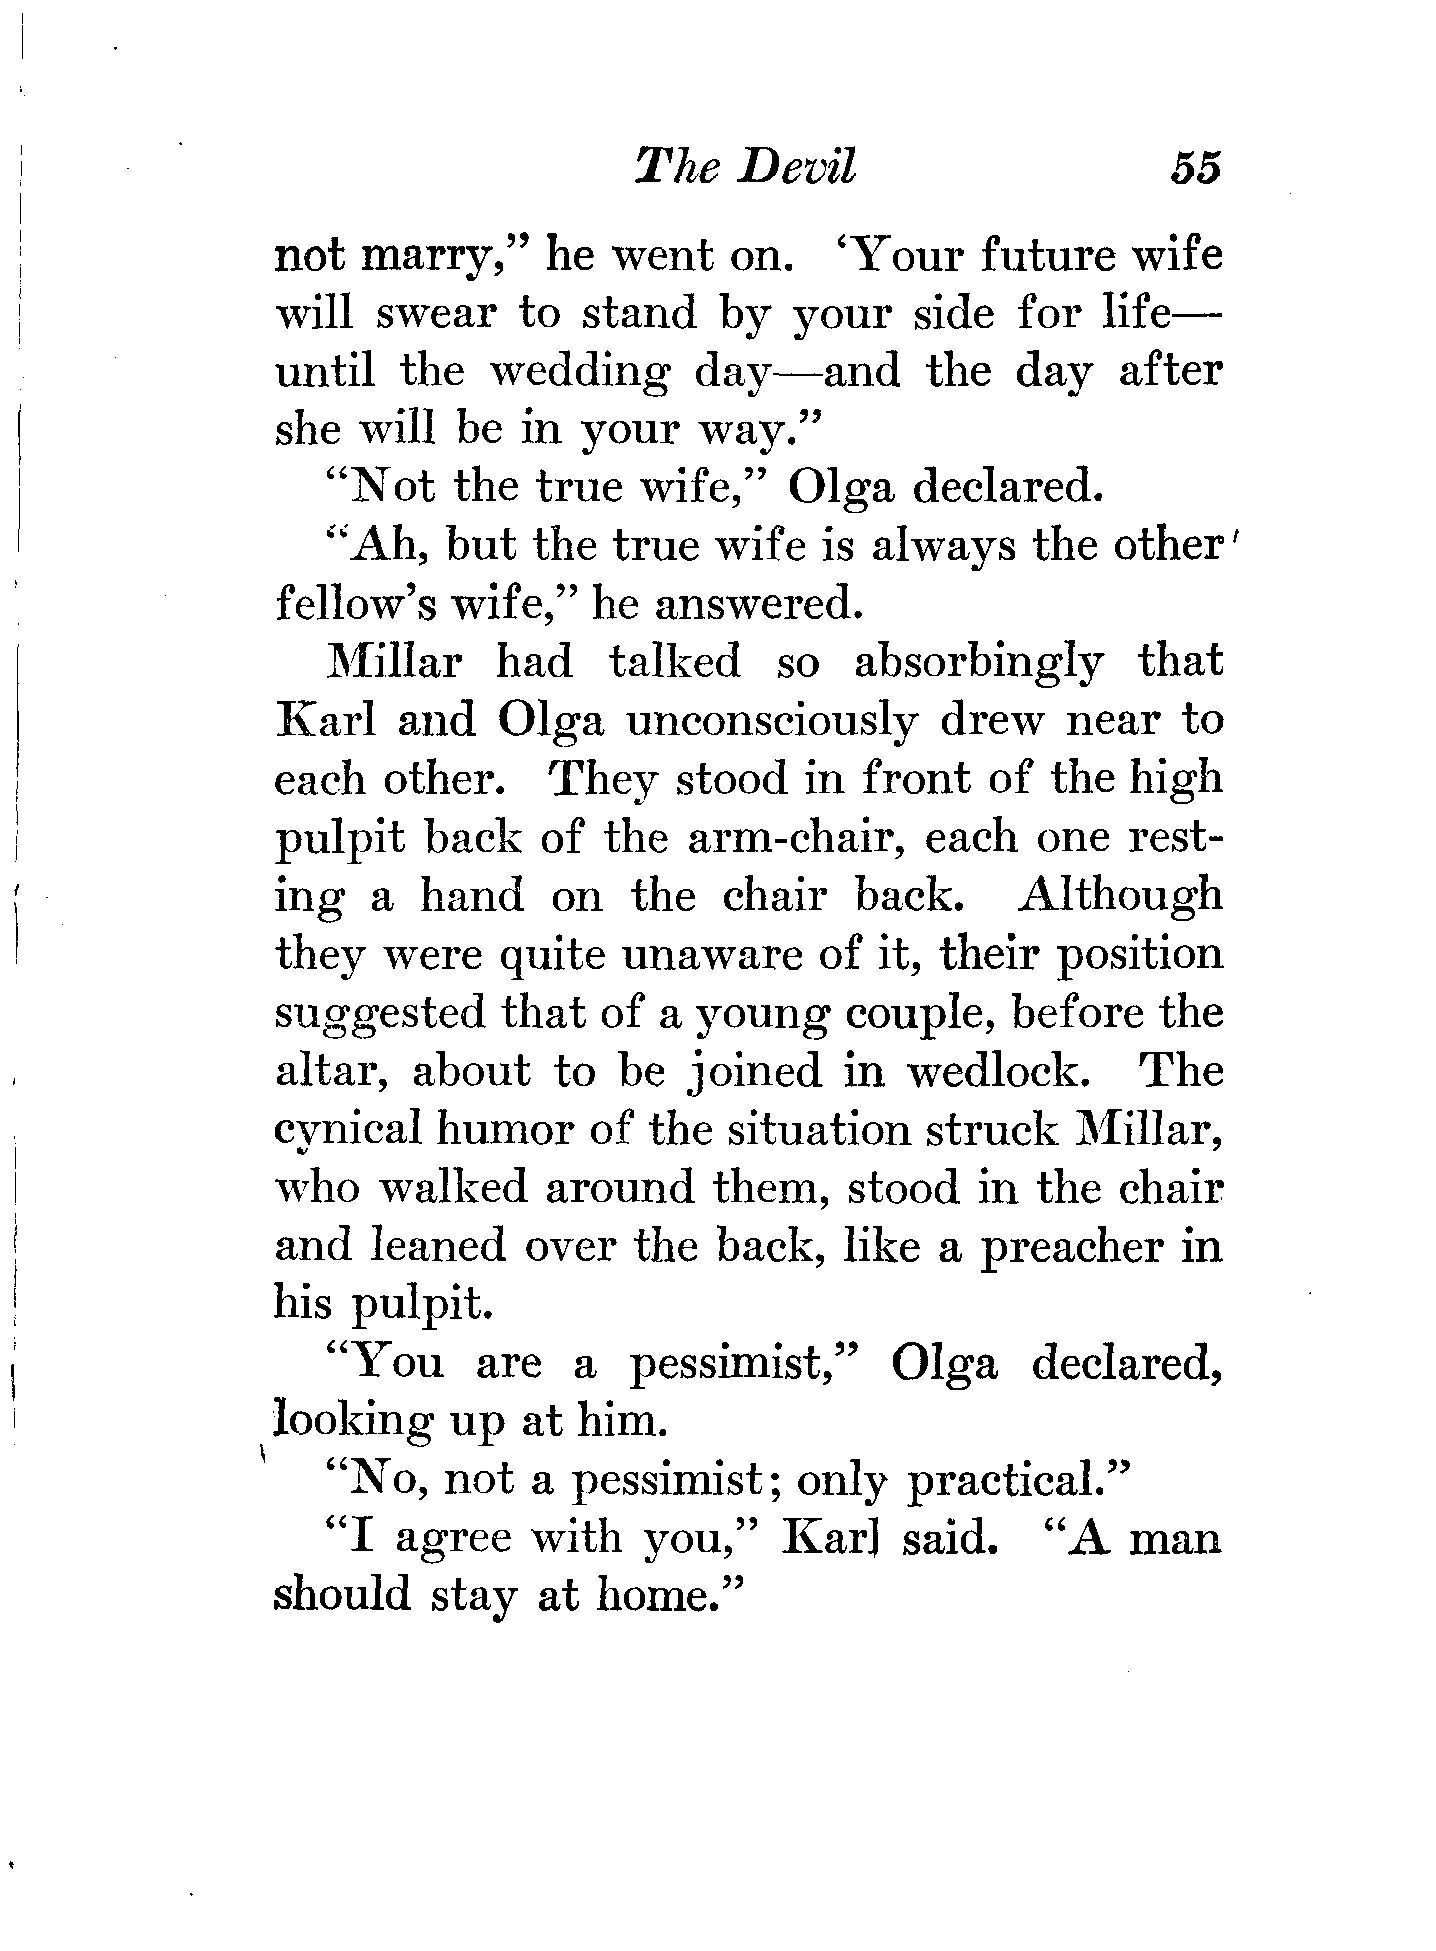 The Devil 55
not marry,” he went on. ‘Your future wife
will swear to stand by your side for life—
until the wedding day—and the day after
she will be in your way.”
“Not the true wife,” Olga declared.
“Ah, but the true wife is always the other
fellow’s wife,” he answered.
Millar had talked so absorbingly that
Karl and Olga unconsciously drew near to
each other. They stood in front of the high
pulpit back of the arm-chair, each one rest-
ing a hand on the chair back. Although
they were quite unaware of it, their position
suggested that of a young couple, before the
altar, about to be joined in wedlock. The
cynical humor of the situation struck Millar,
who walked around them, stood in the chair
and leaned over the back, like a preacher in
his pulpit.
“You are a pessimist,” Olga declared,
looking up at him.
“No, not a pessimist; only practical.”
“I agree with you,” Karl said. “A man
should stay at home.”